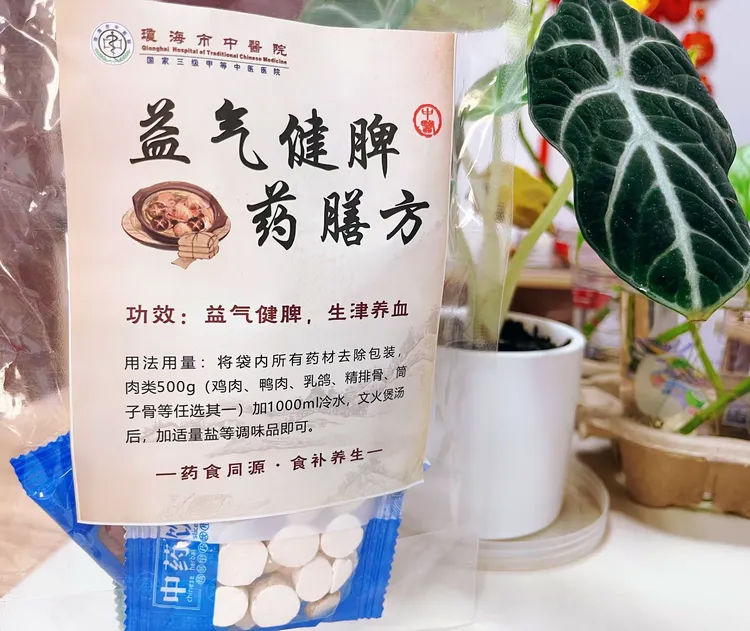 瓊海市中醫院
Qionghai Hospital of Traditional Chinese Medicine
国家三级甲等中医医院
益气健脾
中醫
药膳方
功效：益气健脾，生津养血
用法用量：将袋内所有药材去除包装，
肉类500g（鸡肉、鸭肉、乳鸽、精排骨、筒
子骨等任选其一）加1000ml冷水，文火煲汤
后，加适量盐等调味品即可。
—药食同源·食补养生—
中药饮
chinese herbal